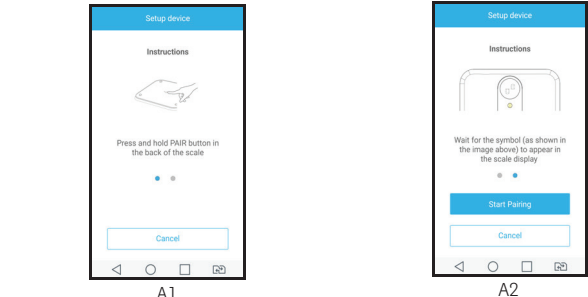 Setup device
Instructions
Press and hold PAIR button in
the back of the scale
Cancel
A1
Setup device
Instructions
Wait for the symbol (as shown in
the image above) to appear in
the scale display
Start Pairing
Cancel
A2